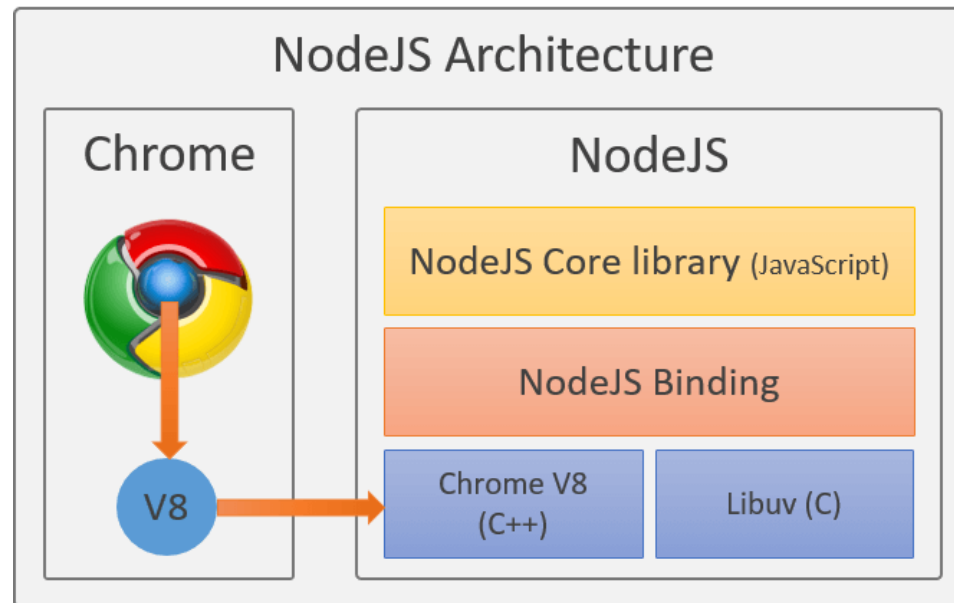 NodeJS Architecture
Chrome
V8
NodeJS
NodeJS Core library (JavaScript)
NodeJS Binding
Chrome V8
(C++)
Libuv (C)